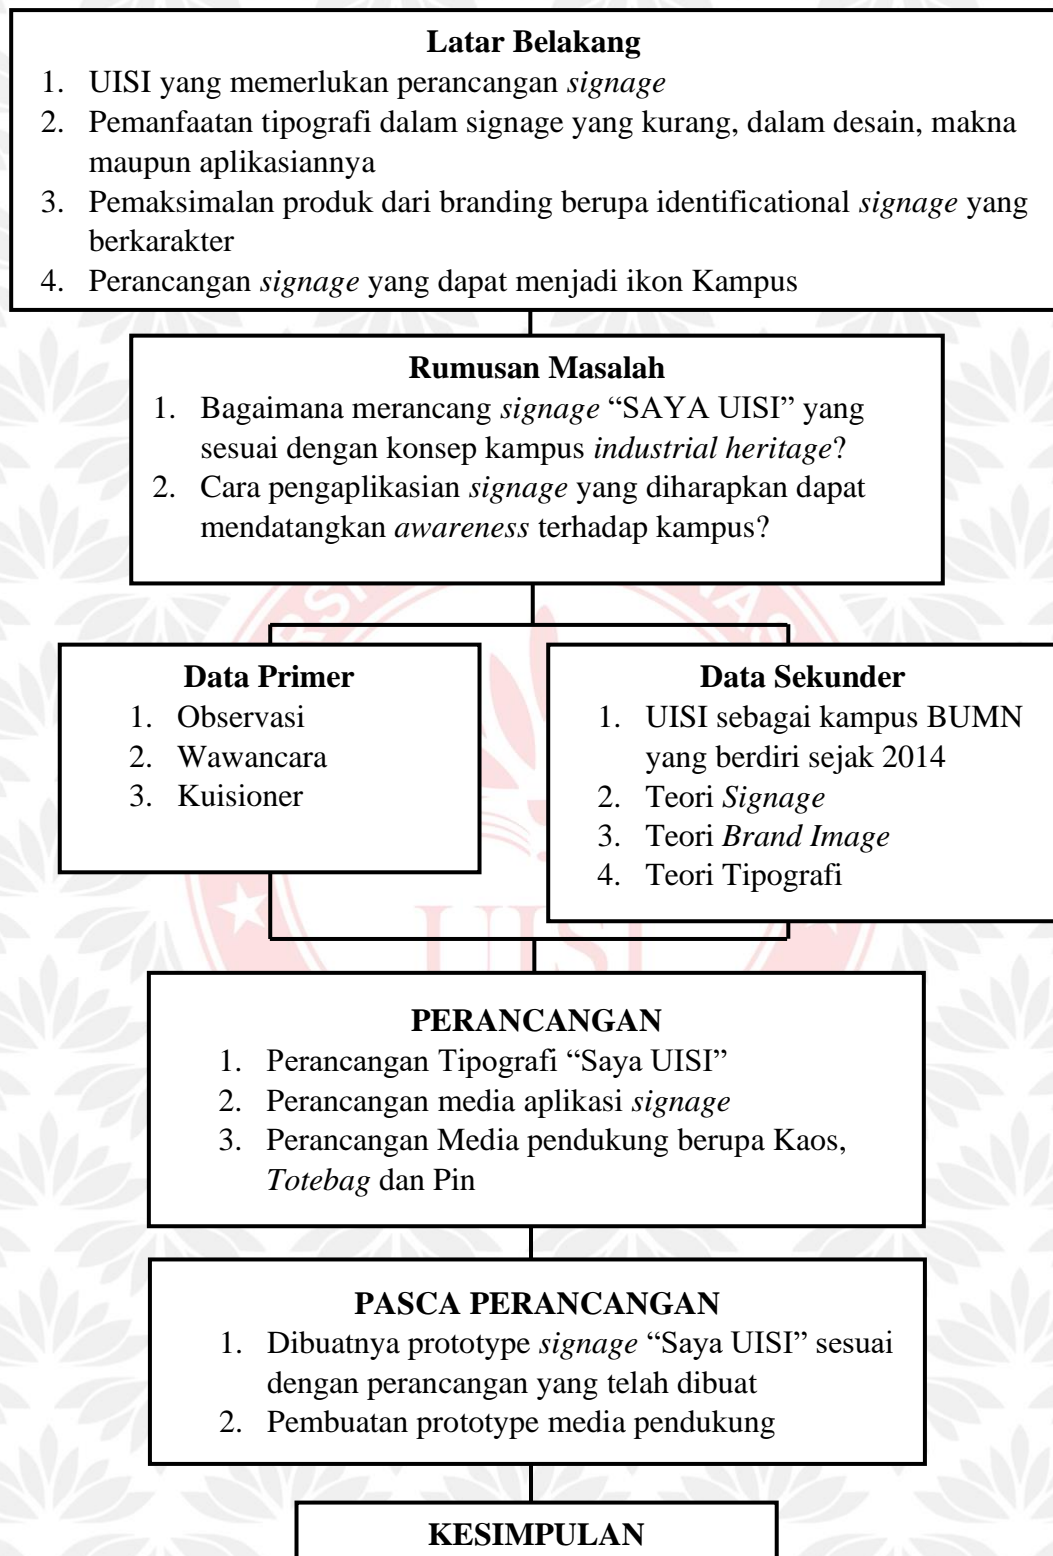 Latar Belakang
1. UISI yang memerlukan perancangan signage
2. Pemanfaatan tipografi dalam signage yang kurang, dalam desain, makna
maupun aplikasiannya
3. Pemaksimalan produk dari branding berupa identificational signage yang
berkarakter
4. Perancangan signage yang dapat menjadi ikon Kampus
Rumusan Masalah
1. Bagaimana merancang signage “SAYA UISI” yang
sesuai dengan konsep kampus industrial heritage?
2. Cara pengaplikasian signage yang diharapkan dapat
mendatangkan awareness terhadap kampus?
Data Primer
1. Observasi
2. Wawancara
3. Kuisioner
Data Sekunder
1. UISI sebagai kampus BUMN
yang berdiri sejak 2014
2. Teori Signage
3. Teori Brand Image
4. Teori Tipografi
UISI
PERANCANGAN
1. Perancangan Tipografi “Saya UISI”
2. Perancangan media aplikasi signage
3. Perancangan Media pendukung berupa Kaos,
Totebag dan Pin
PASCA PERANCANGAN
1. Dibuatnya prototype signage “Saya UISI” sesuai
dengan perancangan yang telah dibuat
2. Pembuatan prototype media pendukung
KESIMPULAN